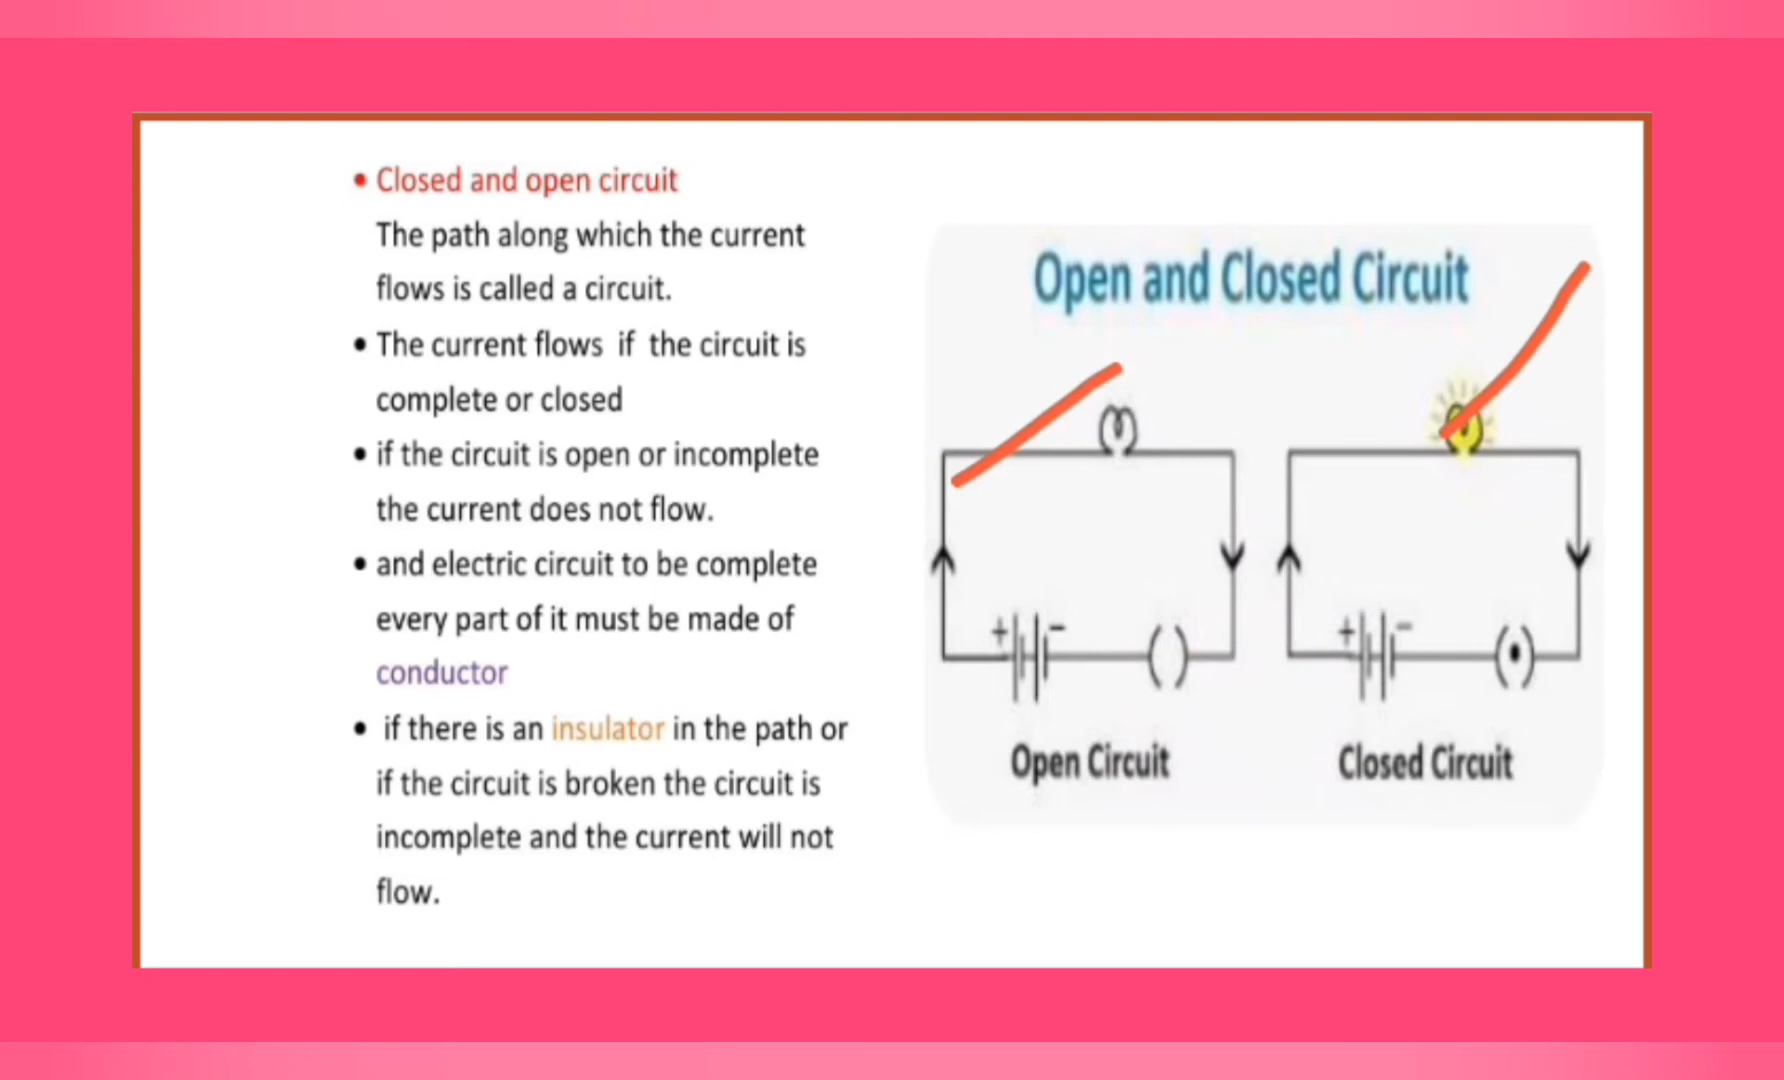 • Closed and open circuit
The path along which the current
flows is called a circuit.
• The current flows if the circuit is
complete or closed
• if the circuit is open or incomplete
the current does not flow.
• and electric circuit to be complete
every part of it must be made of
conductor
• if there is an insulator in the path or
if the circuit is broken the circuit is
incomplete and the current will not
flow.
Open and Closed Circuit
+ −
+ −
( )
(•)
Open Circuit
Closed Circuit